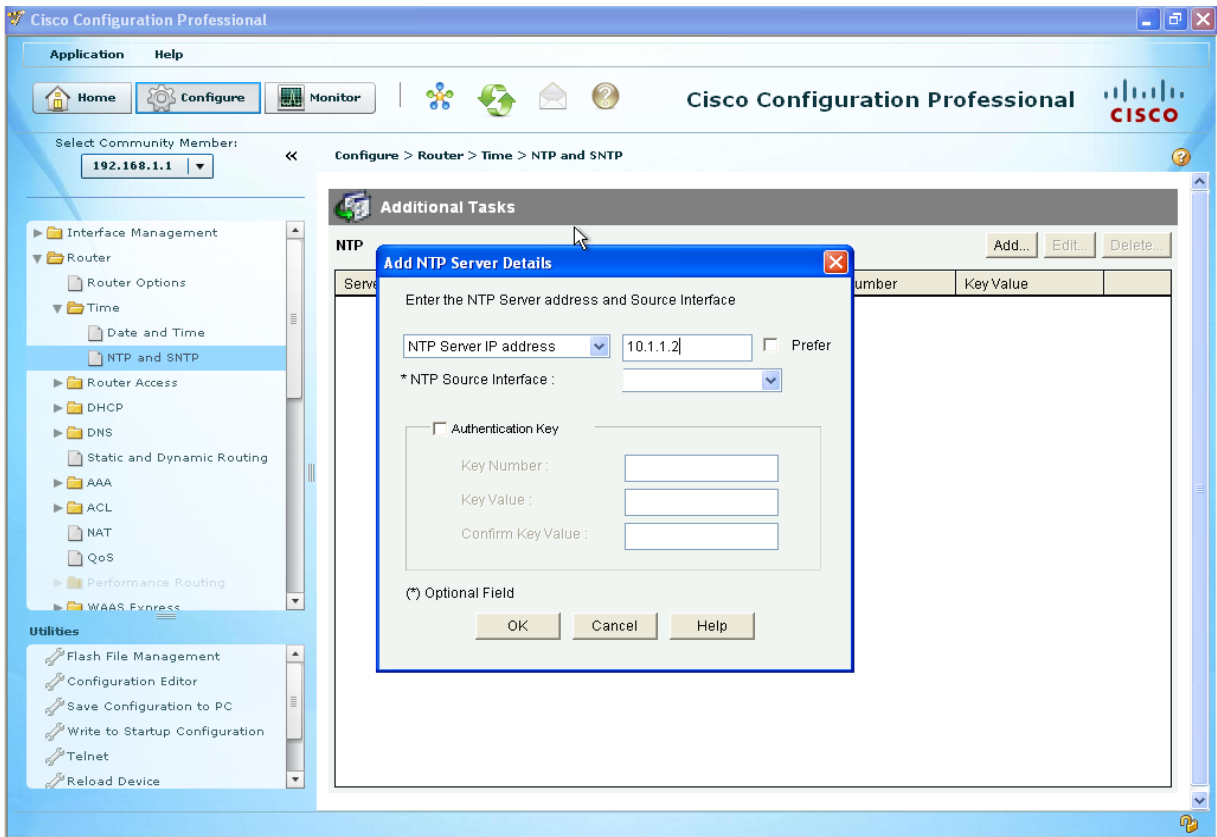 Cisco Configuration Professional
Application Help
Home Configure Monitor
Cisco Configuration Professional
CISCO
Select Community Member:
192.168.1.1
«
Configure > Router > Time > NTP and SNTP
Interface Management
Router
Router Options
Time
Date and Time
NTP and SNTP
Router Access
DHCP
DNS
Static and Dynamic Routing
AAA
ACL
NAT
QoS
Performance Routing
WAAS Express
Utilities
Flash File Management
Configuration Editor
Save Configuration to PC
Write to Startup Configuration
Telnet
Reload Device
Additional Tasks
NTP
Add... Edit... Delete...
Serve umber Key Value
Add NTP Server Details
Enter the NTP Server address and Source Interface
NTP Server IP address 10.1.1.2 Prefer
* NTP Source Interface :
Authentication Key
Key Number :
Key Value :
Confirm Key Value :
(*) Optional Field
OK Cancel Help